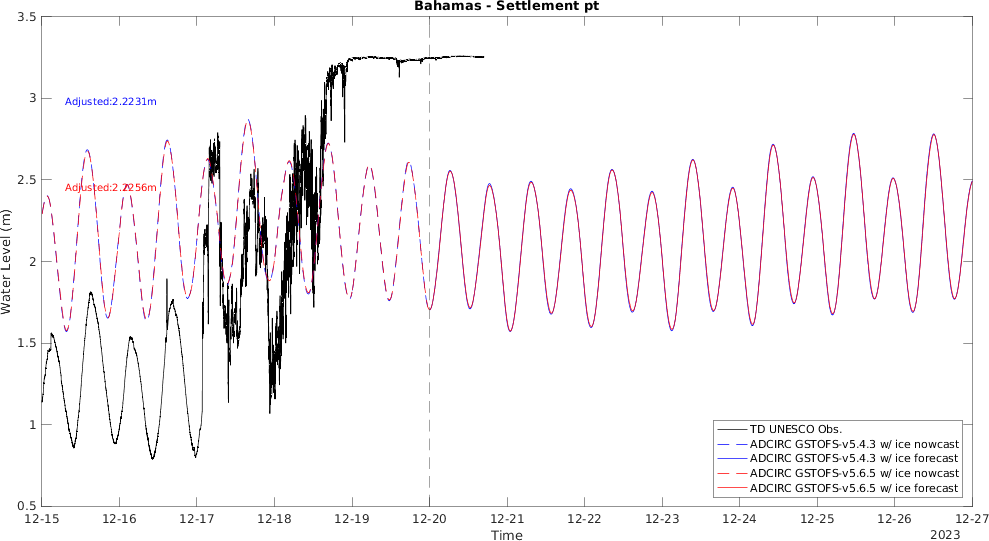 Bahamas - Settlement pt
3.5
3
2.5
2
1.5
1
0.5
Water Level (m)
Adjusted:2.2231m
Adjusted:2.2256m
TD UNESCO Obs.
ADCIRC GSTOFS-v5.4.3 w/ ice nowcast
ADCIRC GSTOFS-v5.4.3 w/ ice forecast
ADCIRC GSTOFS-v5.6.5 w/ ice nowcast
ADCIRC GSTOFS-v5.6.5 w/ ice forecast
12-15 12-16 12-17 12-18 12-19 12-20 12-21 12-22 12-23 12-24 12-25 12-26 12-27
Time
2023